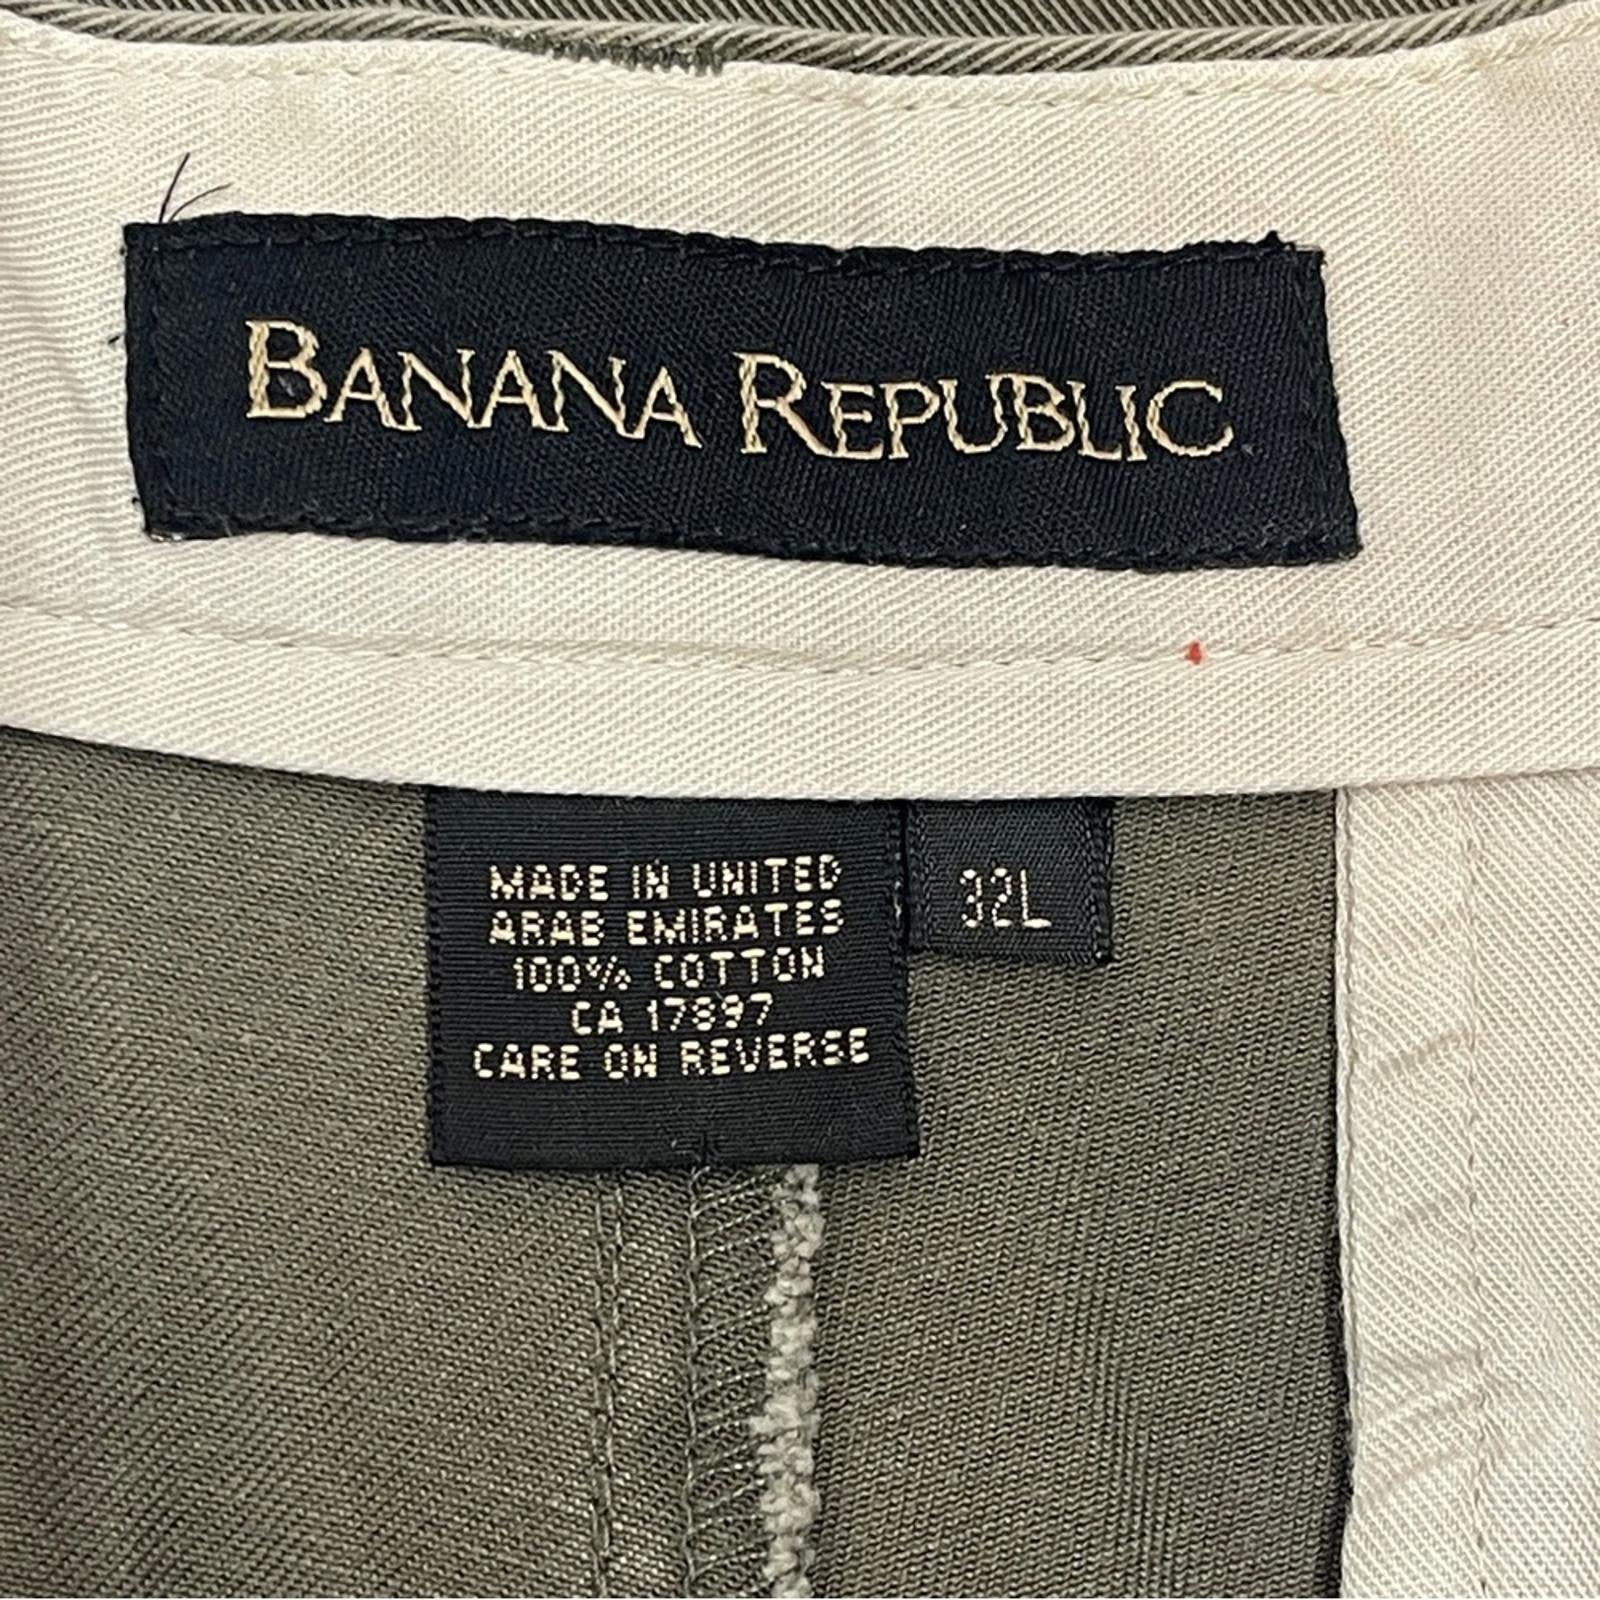 BANANA REPUBLIC
MADE IN UNITED
ARAB EMIRATES
100% COTTON
CA 17897
CARE ON REVERSE
32L